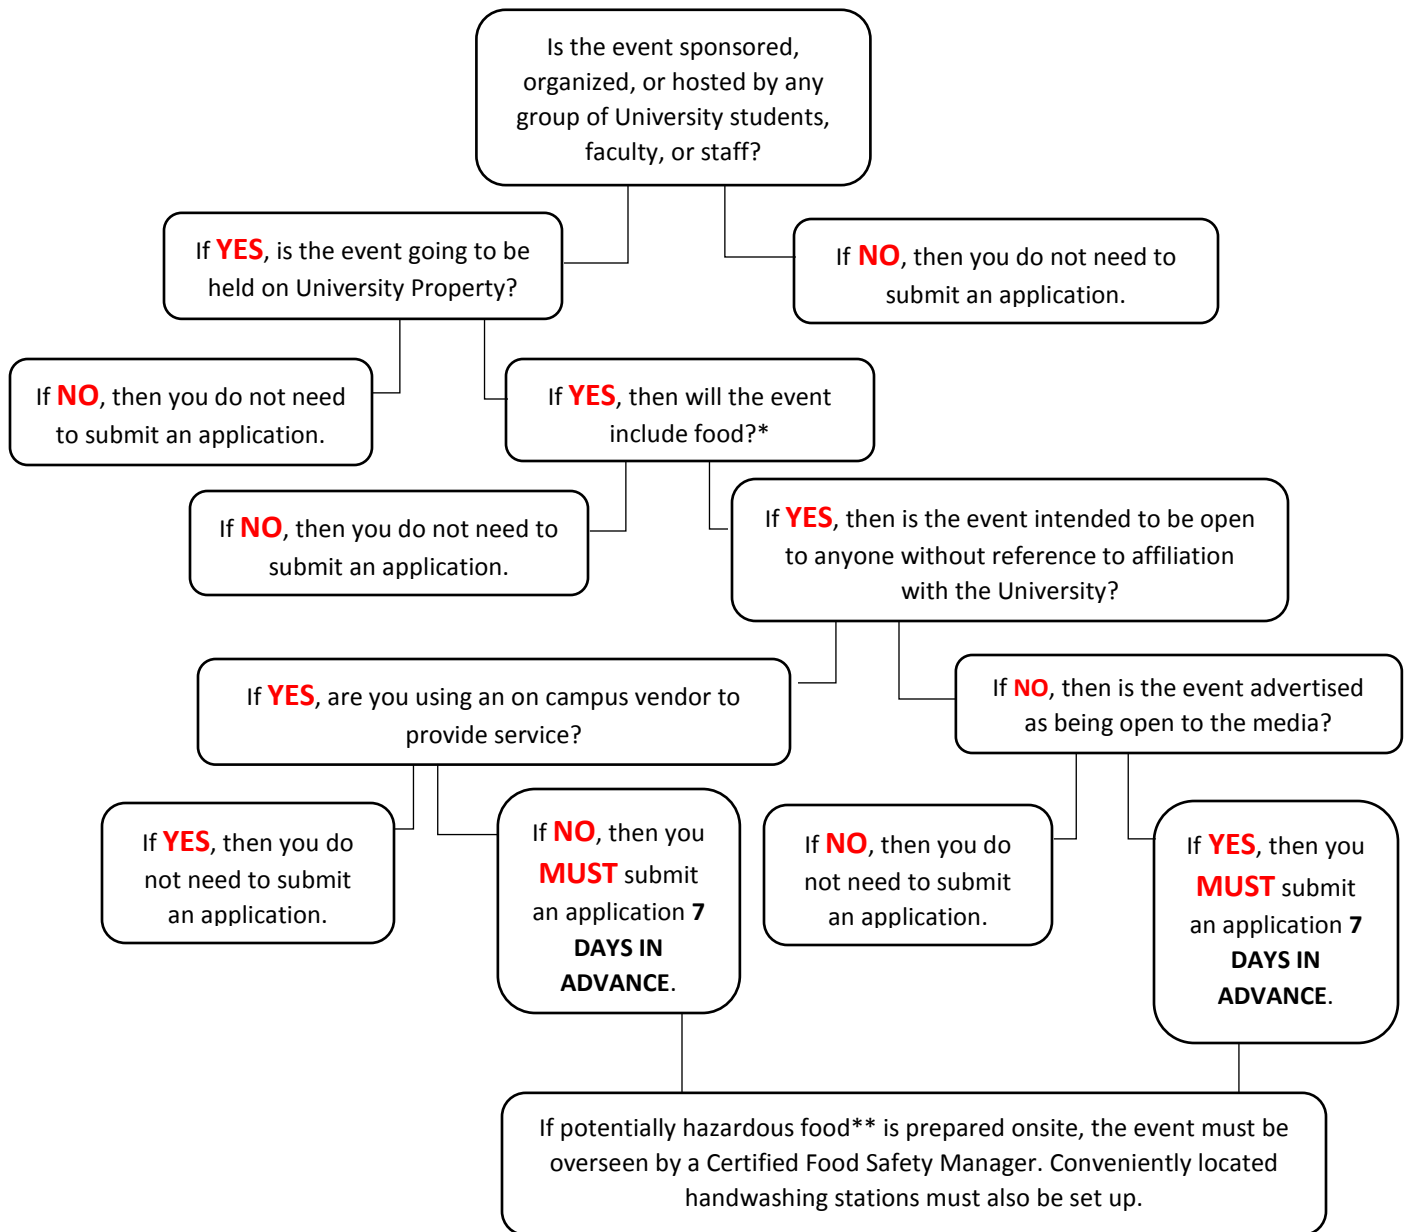 Is the event sponsored,
organized, or hosted by any
group of University students,
faculty, or staff?
If YES, is the event going to be
held on University Property?
If NO, then you do not need to
submit an application.
If NO, then you do not need
to submit an application.
If YES, then will the event
include food?*
If NO, then you do not need to
submit an application.
If YES, then is the event intended to be open
to anyone without reference to affiliation
with the University?
If YES, are you using an on campus vendor to
provide service?
If NO, then is the event advertised
as being open to the media?
If YES, then you do
not need to submit
an application.
If NO, then you
MUST submit
an application 7
DAYS IN
ADVANCE.
If NO, then you do
not need to submit
an application.
If YES, then you
MUST submit
an application 7
DAYS IN
ADVANCE.
If potentially hazardous food** is prepared onsite, the event must be
overseen by a Certified Food Safety Manager. Conveniently located
handwashing stations must also be set up.